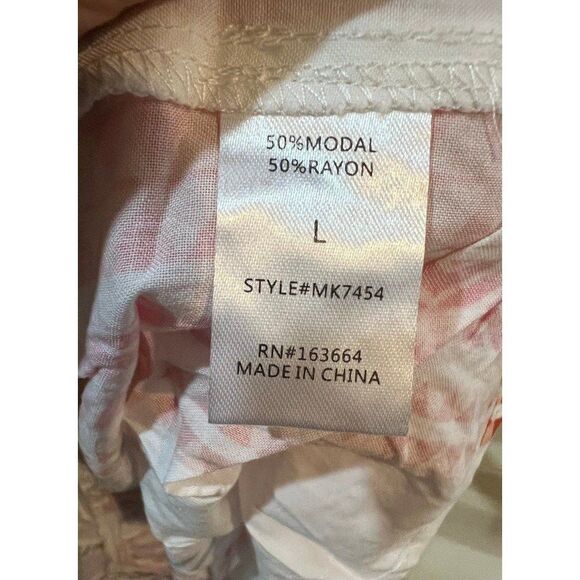 50%MODAL
50%RAYON
L
STYLE#MK7454
RN#163664
MADE IN CHINA